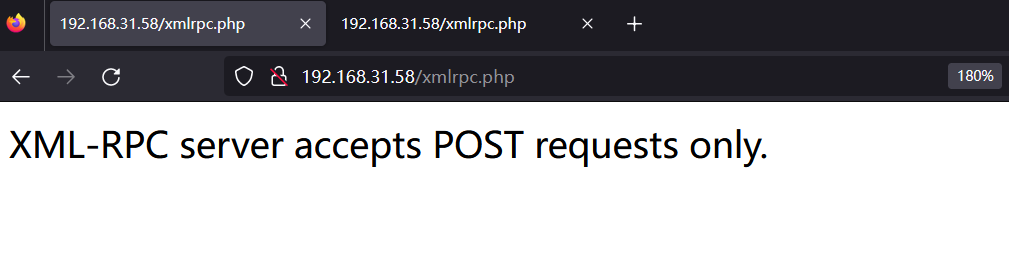 192.168.31.58/xmlrpc.php
192.168.31.58/xmlrpc.php
192.168.31.58/xmlrpc.php
180%
XML-RPC server accepts POST requests only.